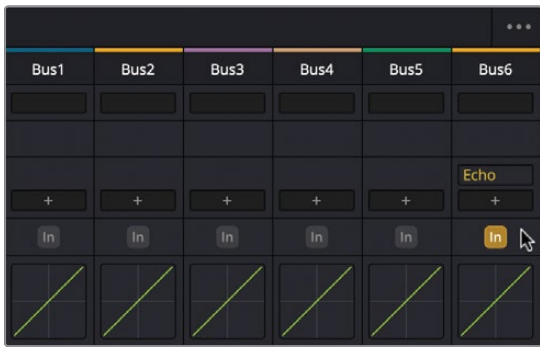 Bus1 Bus2 Bus3 Bus4 Bus5 Bus6
Echo
+ + + + + +
In In In In In In